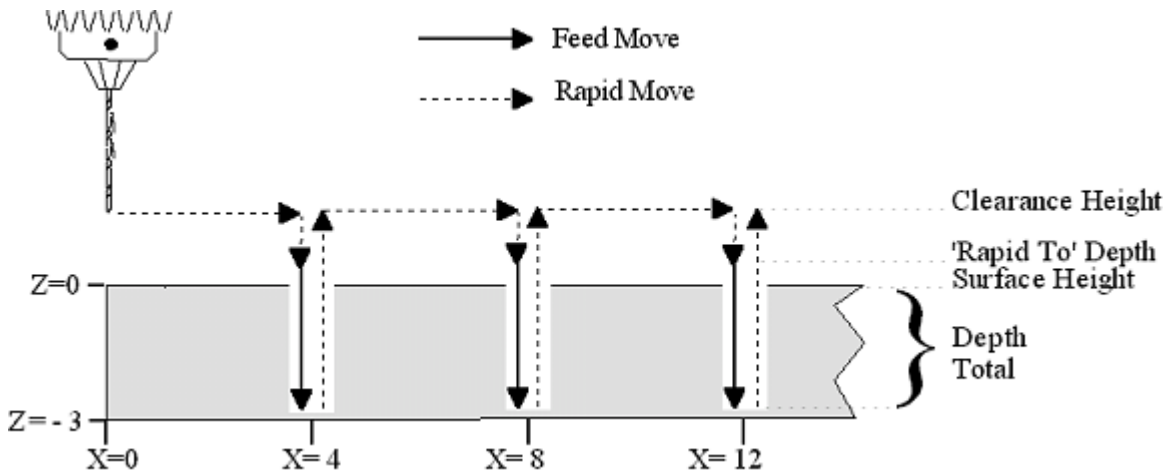 Feed Move
Rapid Move
Clearance Height
'Rapid To' Depth
Z=0
Surface Height
Depth
Total
Z= - 3
X=0
X= 4
X= 8
X= 12